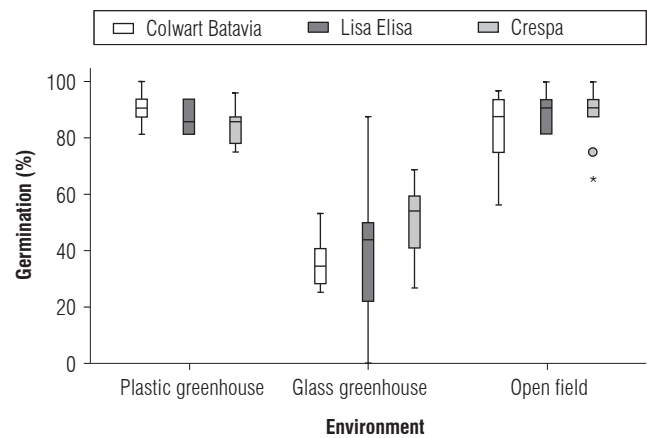 Colwart Batavia Lisa Elisa Crespa
Germination (%)
100
80
60
40
20
0
Plastic greenhouse Glass greenhouse Open field
Environment